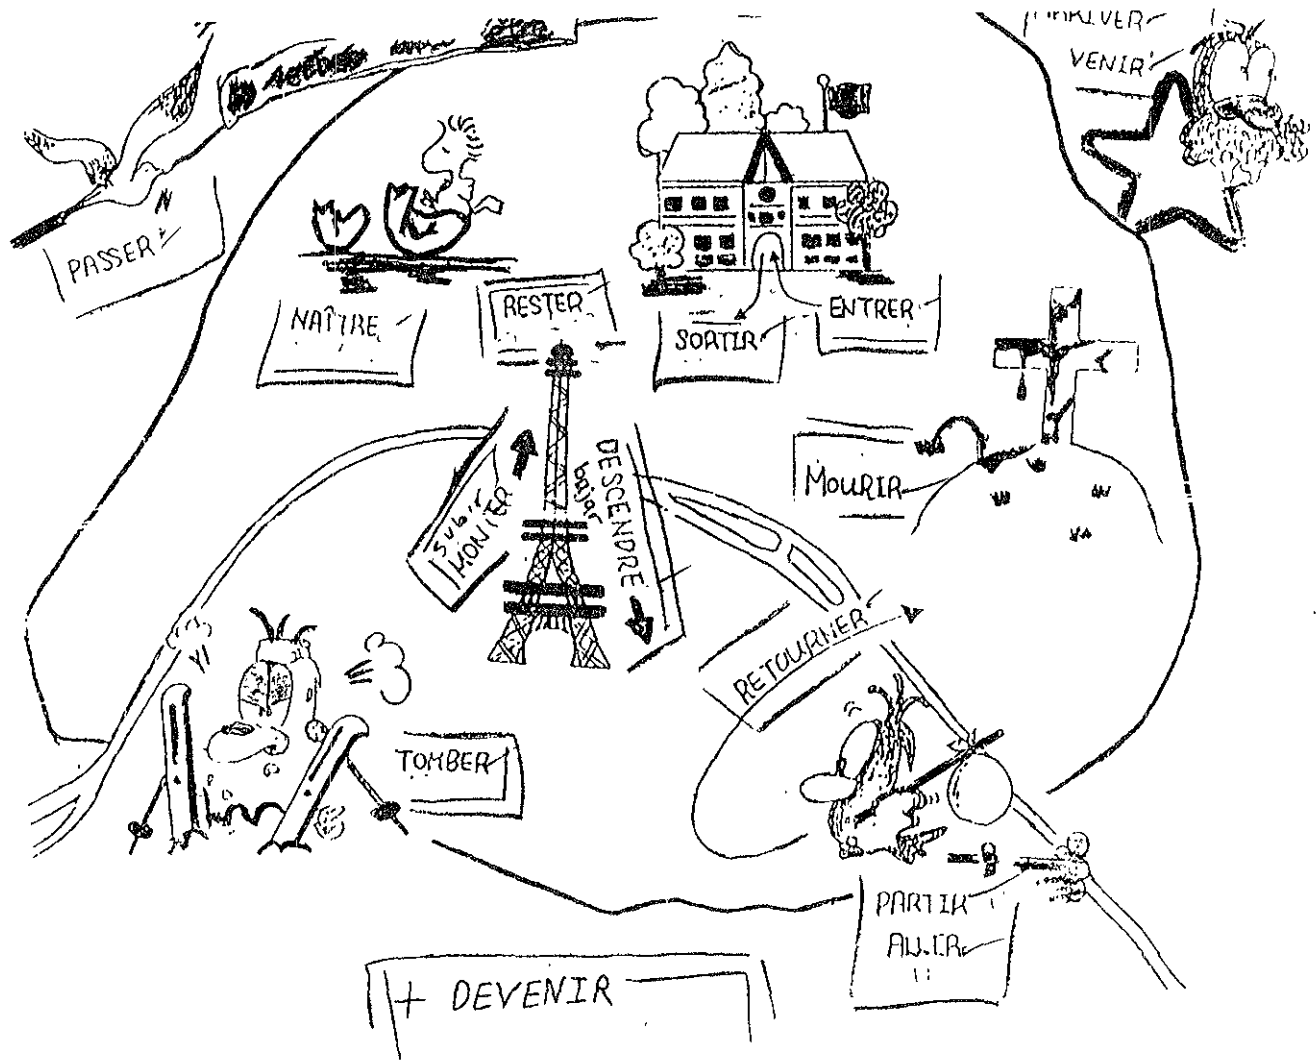 ARRIVER
VENIR
PASSER
NAÎTRE
RESTER
SORTIR
ENTRER
MOURIR
subir
MONTER
DESCENDRE
bajar
RETOURNER
TOMBER
PARTIR
ALLER
+ DEVENIR